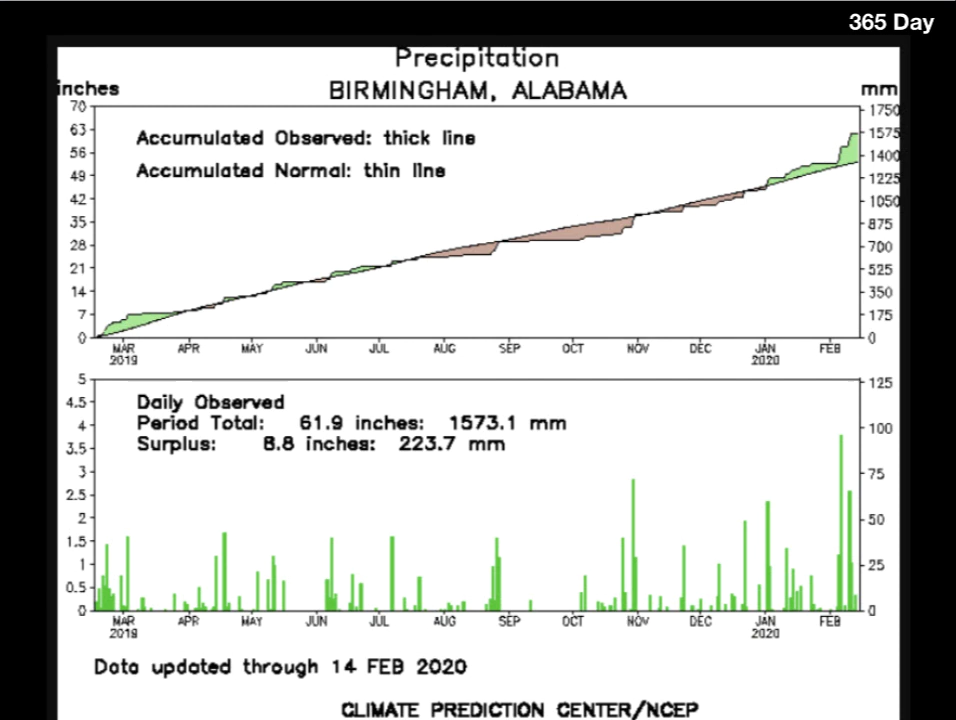 365 Day
Precipitation
inches BIRMINGHAM, ALABAMA mm
Accumulated Observed: thick line
Accumulated Normal: thin line
70 1750
63 1575
56 1400
49 1225
42 1050
35 875
28 700
21 525
14 350
7 175
0 0
MAR APR MAY JUN JUL AUG SEP OCT NOV DEC JAN FEB
2019 2020
Daily Observed
Period Total: 61.9 inches: 1573.1 mm
Surplus: 8.8 inches: 223.7 mm
5 125
4.5
4 100
3.5
3 75
2.5
2 50
1.5
1 25
0.5
0 0
MAR APR MAY JUN JUL AUG SEP OCT NOV DEC JAN FEB
2019 2020
Data updated through 14 FEB 2020
CLIMATE PREDICTION CENTER/NCEP